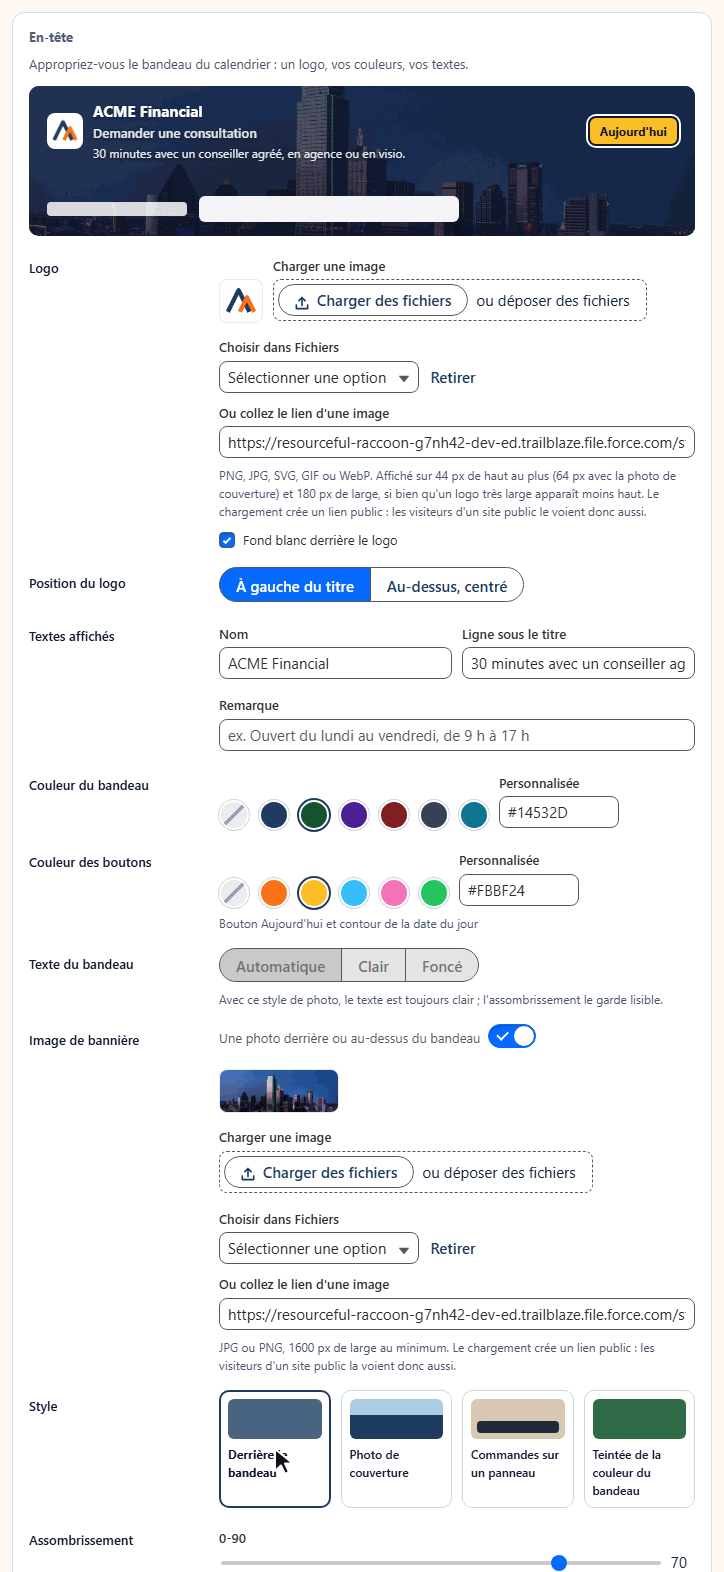 En-tête
Appropriez-vous le bandeau du calendrier : un logo, vos couleurs, vos textes.
ACME Financial
Demander une consultation
30 minutes avec un conseiller agréé, en agence ou en visio.
Aujourd'hui
Logo
Charger une image
Charger des fichiers
ou déposer des fichiers
Choisir dans Fichiers
Sélectionner une option
Retirer
Ou collez le lien d'une image
https://resourceful-raccoon-g7nh42-dev-ed.trailblaze.file.force.com/s
PNG, JPG, SVG, GIF ou WebP. Affiché sur 44 px de haut au plus (64 px avec la photo de
couverture) et 180 px de large, si bien qu'un logo très large apparaît moins haut. Le
chargement crée un lien public : les visiteurs d'un site public le voient donc aussi.
Fond blanc derrière le logo
Position du logo
À gauche du titre
Au-dessus, centré
Textes affichés
Nom
Ligne sous le titre
ACME Financial
30 minutes avec un conseiller ag
Remarque
ex. Ouvert du lundi au vendredi, de 9 h à 17 h
Couleur du bandeau
Personnalisée
#14532D
Couleur des boutons
Personnalisée
#FBBF24
Bouton Aujourd'hui et contour de la date du jour
Texte du bandeau
Automatique
Clair
Foncé
Avec ce style de photo, le texte est toujours clair ; l'assombrissement le garde lisible.
Image de bannière
Une photo derrière ou au-dessus du bandeau
Charger une image
Charger des fichiers
ou déposer des fichiers
Choisir dans Fichiers
Sélectionner une option
Retirer
Ou collez le lien d'une image
https://resourceful-raccoon-g7nh42-dev-ed.trailblaze.file.force.com/s
JPG ou PNG, 1600 px de large au minimum. Le chargement crée un lien public : les
visiteurs d'un site public la voient donc aussi.
Style
Derrière le
bandeau
Photo de
couverture
Commandes sur
un panneau
Teintée de la
couleur du
bandeau
Assombrissement
0-90
70